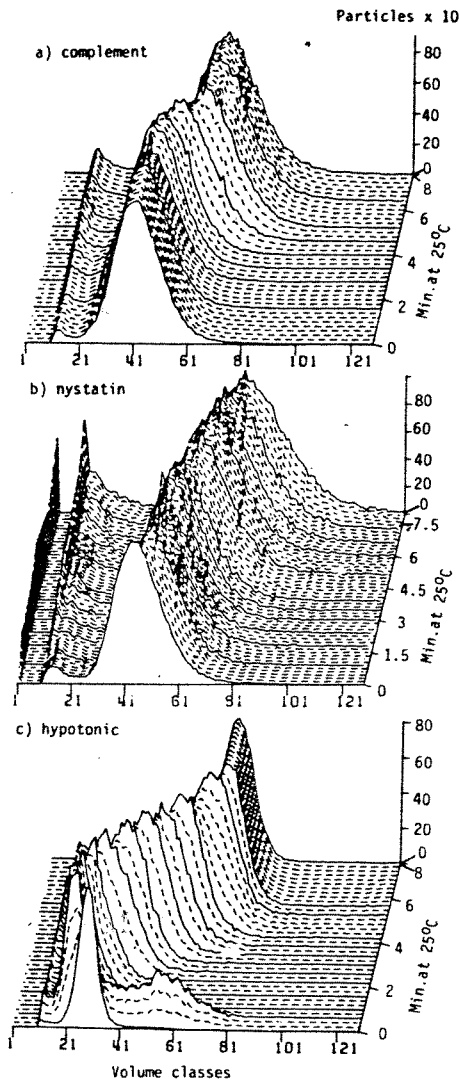 Particles x 10
a) complement
80
60
40
20
0
8
6
4
2
0
Min.at 25°C
1 21 41 61 81 101 121
b) nystatin
80
60
40
20
0
7.5
6
4.5
3
1.5
0
Min.at 25°C
1 21 41 61 91 101 121
c) hypotonic
80
60
40
20
0
8
6
4
2
0
Min.at 25°C
1 21 41 61 81 101 121
Volume classes